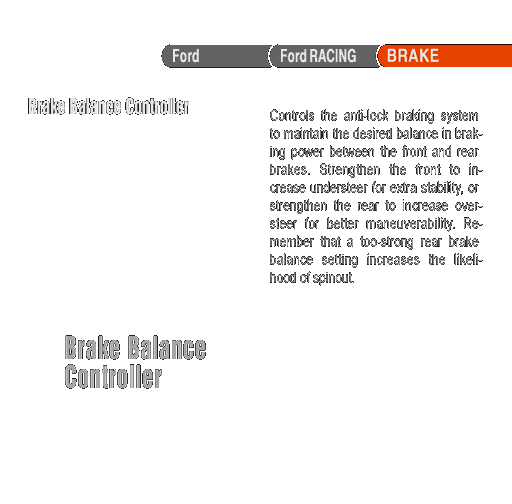 Ford
Ford RACING
BRAKE
Brake Balance Controller
Controls the anti-lock braking system
to maintain the desired balance in brak-
ing power between the front and rear
brakes. Strengthen the front to in-
crease understeer for extra stability, or
strengthen the rear to increase over-
steer for better maneuverability. Re-
member that a too-strong rear brake
balance setting increases the likeli-
hood of spinout.
Brake Balance
Controller